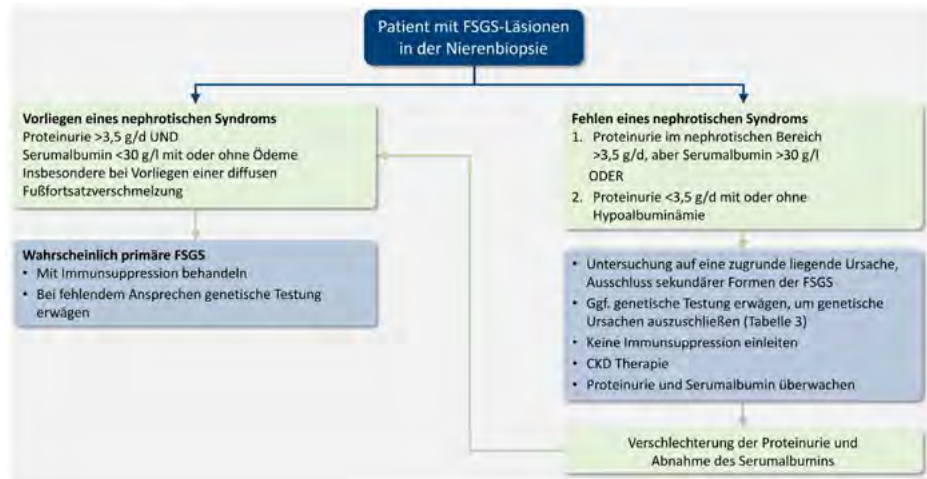 Patient mit FSGS-Läsionen
in der Nierenbiopsie
Vorliegen eines nephrotischen Syndroms
Proteinurie >3,5 g/d UND
Serumalbumin <30 g/l mit oder ohne Ödeme
Insbesondere bei Vorliegen einer diffusen
Fußfortsatzverschmelzung
Wahrscheinlich primäre FSGS
• Mit Immunsuppression behandeln
• Bei fehlendem Ansprechen genetische Testung
erwägen
Fehlen eines nephrotischen Syndroms
1. Proteinurie im nephrotischen Bereich
>3,5 g/d, aber Serumalbumin >30 g/l
ODER
2. Proteinurie <3,5 g/d mit oder ohne
Hypoalbuminämie
• Untersuchung auf eine zugrunde liegende Ursache,
Ausschluss sekundärer Formen der FSGS
• Ggf. genetische Testung erwägen, um genetische
Ursachen auszuschließen (Tabelle 3)
• Keine Immunsuppression einleiten
• CKD Therapie
• Proteinurie und Serumalbumin überwachen
Verschlechterung der Proteinurie und
Abnahme des Serumalbumins